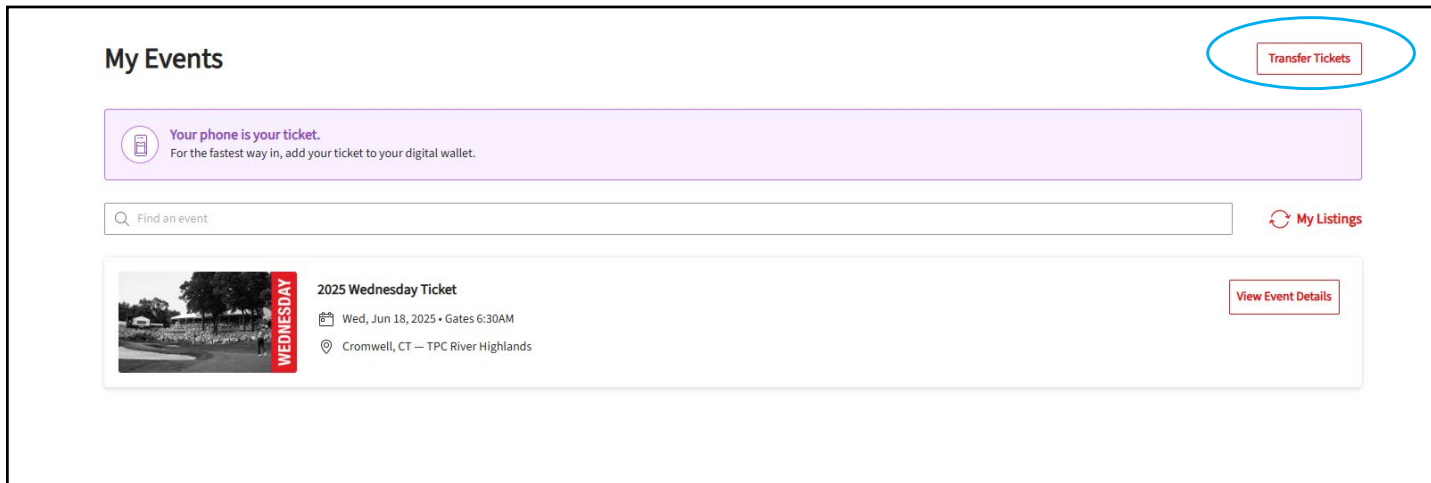 My Events
Transfer Tickets
Your phone is your ticket.
For the fastest way in, add your ticket to your digital wallet.
Find an event
My Listings
WEDNESDAY
2025 Wednesday Ticket
Wed, Jun 18, 2025 • Gates 6:30AM
Cromwell, CT — TPC River Highlands
View Event Details